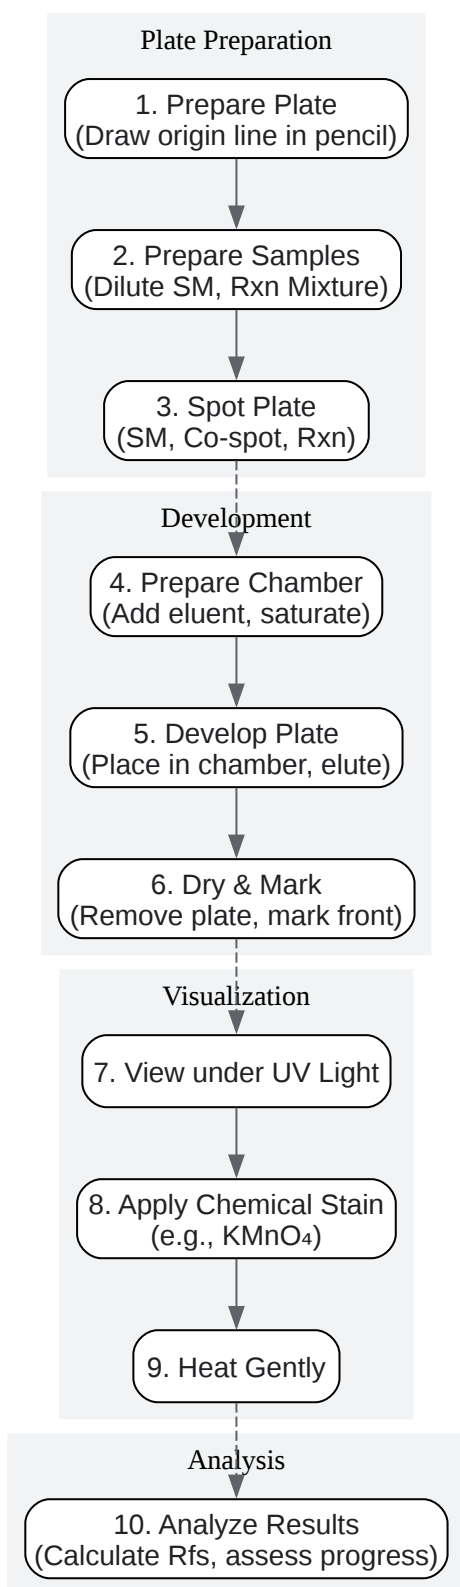 Plate Preparation
1. Prepare Plate
(Draw origin line in pencil)
2. Prepare Samples
(Dilute SM, Rxn Mixture)
3. Spot Plate
(SM, Co-spot, Rxn)
Development
4. Prepare Chamber
(Add eluent, saturate)
5. Develop Plate
(Place in chamber, elute)
6. Dry & Mark
(Remove plate, mark front)
Visualization
7. View under UV Light
8. Apply Chemical Stain
(e.g., KMnO₄)
9. Heat Gently
Analysis
10. Analyze Results
(Calculate Rfs, assess progress)